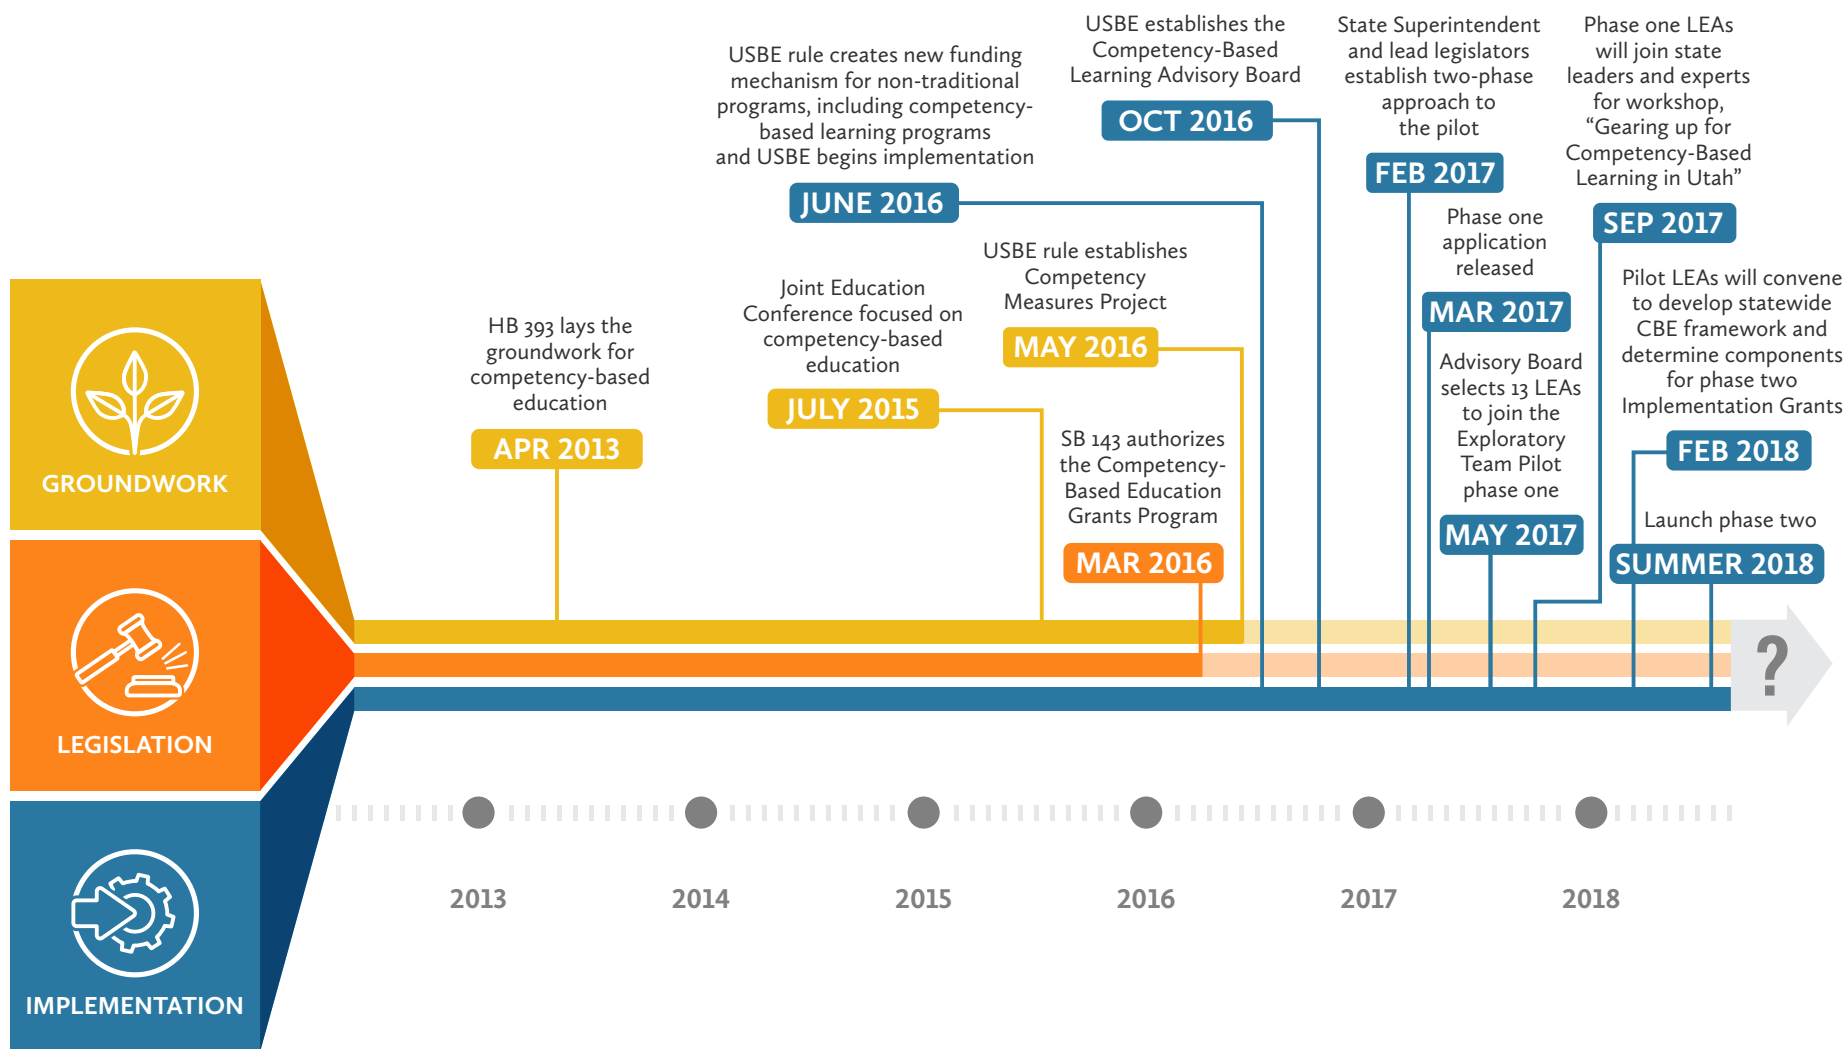 GROUNDWORK
LEGISLATION
IMPLEMENTATION
HB 393 lays the
groundwork for
competency-based
education
APR 2013
Joint Education
Conference focused on
competency-based
education
JULY 2015
SB 143 authorizes
the Competency-
Based Education
Grants Program
MAR 2016
USBE rule establishes
Competency
Measures Project
MAY 2016
USBE rule creates new funding
mechanism for non-traditional
programs, including competency-
based learning programs
and USBE begins implementation
JUNE 2016
USBE establishes the
Competency-Based
Learning Advisory Board
OCT 2016
State Superintendent
and lead legislators
establish two-phase
approach to
the pilot
FEB 2017
Phase one
application
released
MAR 2017
Advisory Board
selects 13 LEAs
to join the
Exploratory
Team Pilot
phase one
MAY 2017
Phase one LEAs
will join state
leaders and experts
for workshop,
“Gearing up for
Competency-Based
Learning in Utah”
SEP 2017
Pilot LEAs will convene
to develop statewide
CBE framework and
determine components
for phase two
Implementation Grants
FEB 2018
Launch phase two
SUMMER 2018
?
2013
2014
2015
2016
2017
2018